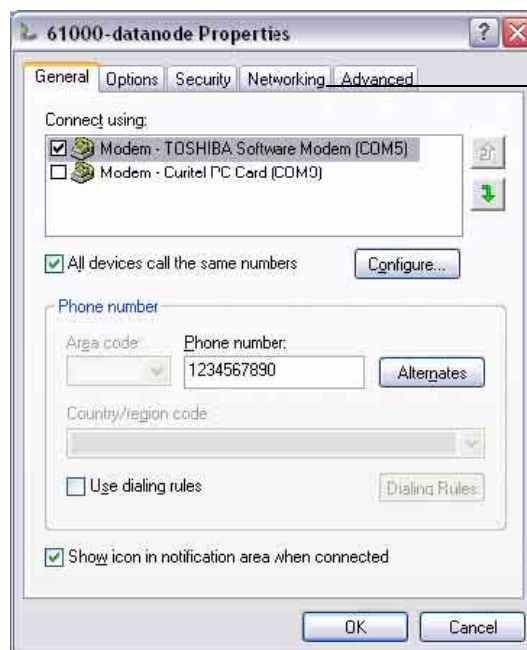 61000-datanode Properties
General Options Security Networking Advanced
Connect using:
Modem - TOSHIBA Software Modem (COM5)
Modem - Curitel PC Card (COM9)
All devices call the same numbers
Configure...
Phone number
Area code: Phone number:
1234567890
Alternates
Country/region code:
Use dialing rules
Dialing Rules
Show icon in notification area when connected
OK Cancel